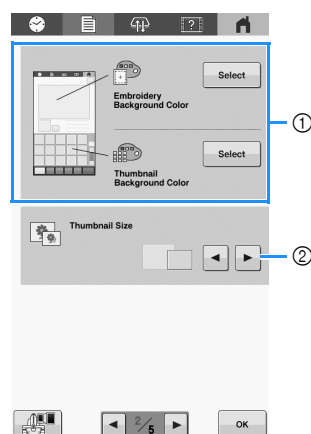 ?
Embroidery
Background Color
Select
①
Thumbnail
Background Color
Select
Thumbnail Size
②
2/5
OK